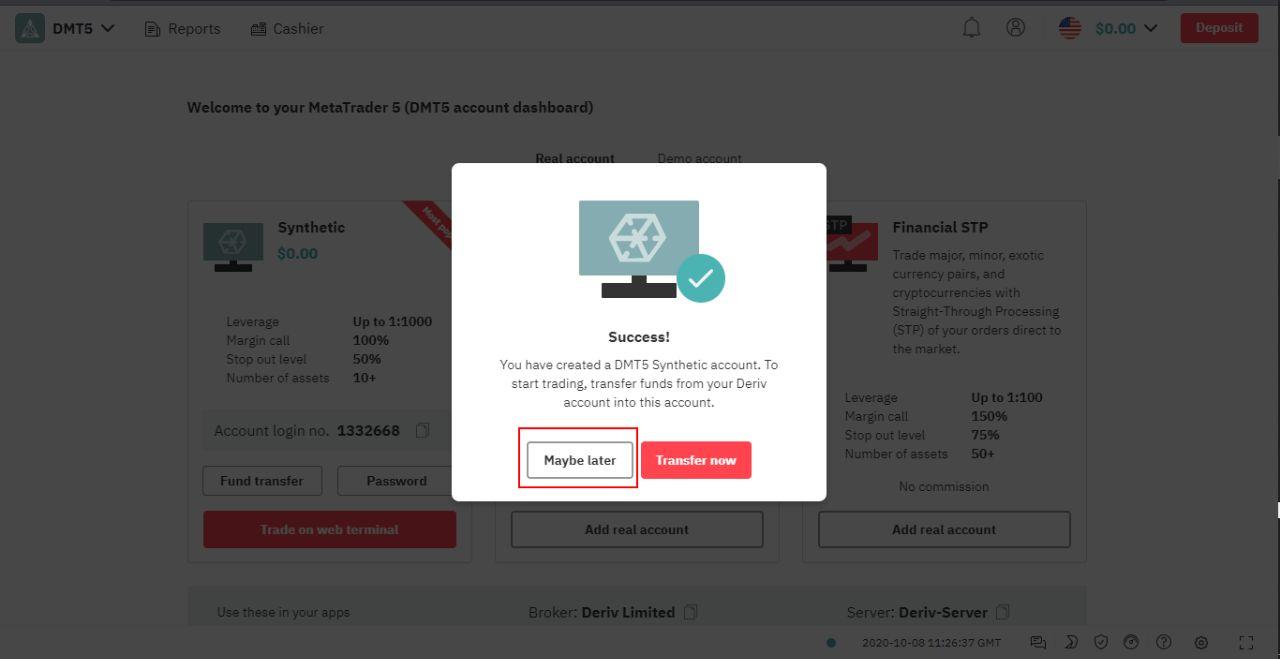 DMT5
Reports
Cashier
$0.00
Deposit
Welcome to your MetaTrader 5 (DMT5 account dashboard)
Real account
Demo account
Synthetic
$0.00
Most
Leverage Up to 1:1000
Margin call 100%
Stop out level 50%
Number of assets 10+
Account login no. 1332668
Fund transfer
Password
Trade on web terminal
Success!
You have created a DMT5 Synthetic account. To
start trading, transfer funds from your Deriv
account into this account.
Maybe later
Transfer now
Add real account
STP
Financial STP
Trade major, minor, exotic
currency pairs, and
cryptocurrencies with
Straight-Through Processing
(STP) of your orders direct to
the market.
Leverage Up to 1:100
Margin call 150%
Stop out level 75%
Number of assets 50+
No commission
Add real account
Use these in your apps
Broker: Deriv Limited
Server: Deriv-Server
2020-10-08 11:26:37 GMT